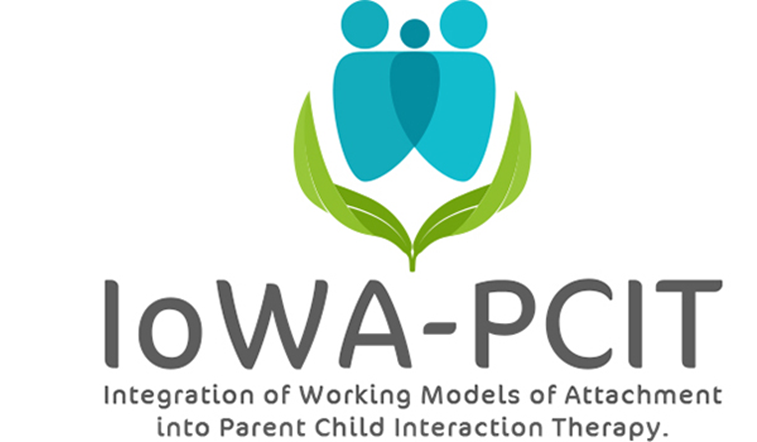 IoWA-PCIT
Integration of Working Models of Attachment
into Parent Child Interaction Therapy.